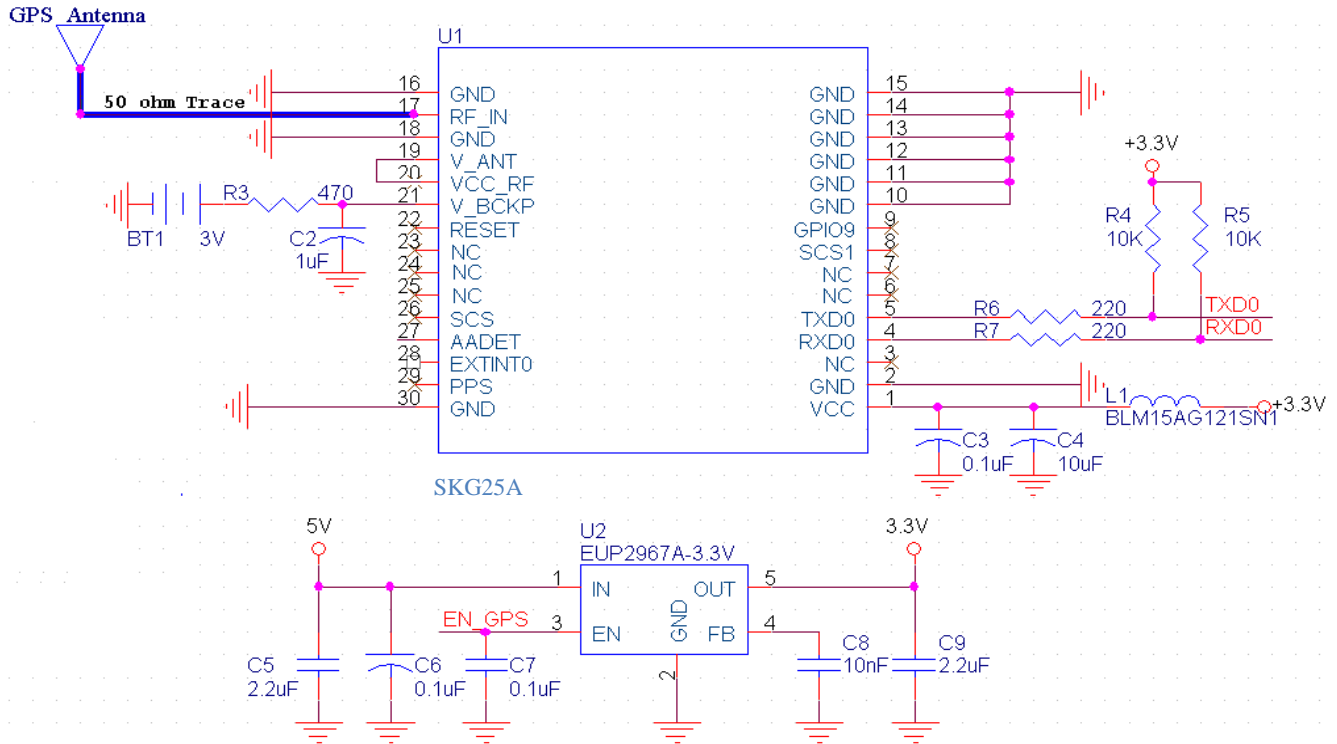 GPS Antenna
50 ohm Trace
U1
16 GND
17 RF_IN
18 GND
19 V_ANT
20 VCC_RF
21 V_BCKP
22 RESET
23 NC
24 NC
25 NC
26 SCS
27 AADET
28 EXTINT0
29 PPS
30 GND
GND 15
GND 14
GND 13
GND 12
GND 11
GND 10
GPIO9 9
SCS1 8
NC 7
NC 6
TXD0 5
RXD0 4
NC 3
GND 2
VCC 1
BT1 3V
R3 470
C2
1uF
+3.3V
R4
10K
R5
10K
R6 220 TXD0
R7 220 RXD0
L1
BLM15AG121SN1
+3.3V
C3
0.1uF
C4
10uF
SKG25A
5V
U2
EUP2967A-3.3V
3.3V
1 IN
OUT 5
EN_GPS
3 EN
GND
2
FB 4
C5
2.2uF
C6
0.1uF
C7
0.1uF
C8
10nF
C9
2.2uF